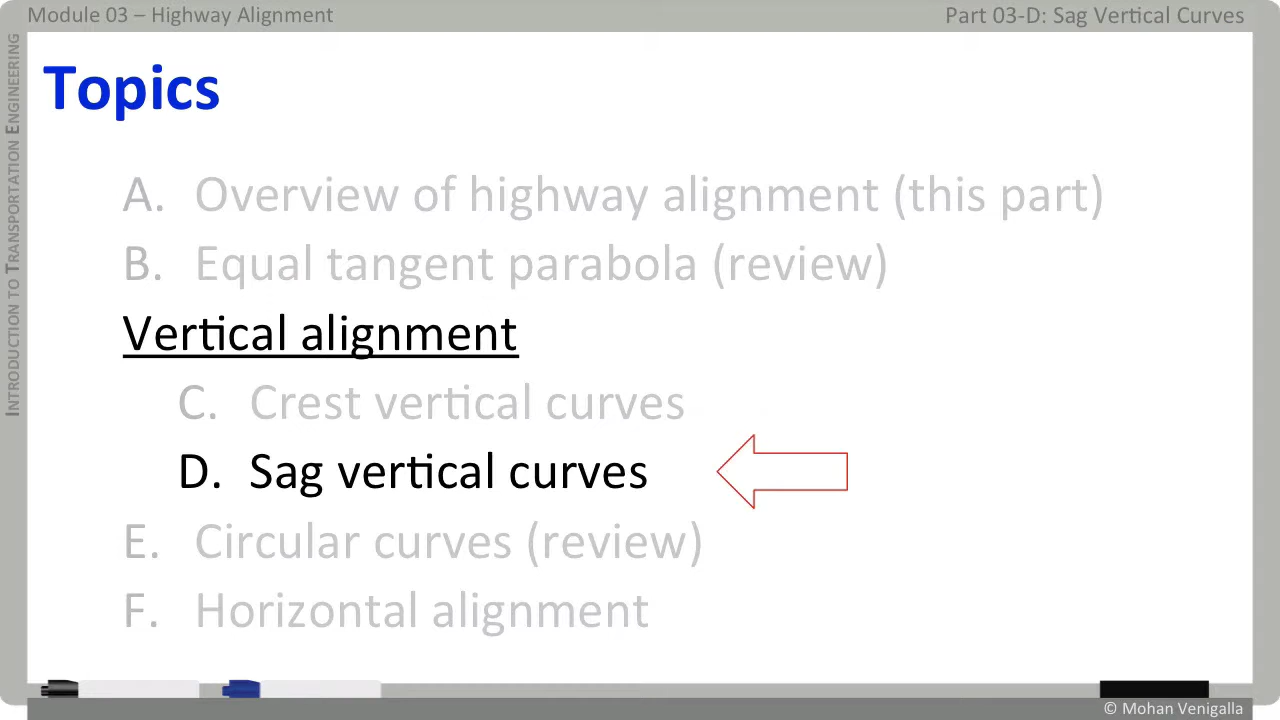 Module 03 – Highway Alignment
Part 03-D: Sag Vertical Curves
INTRODUCTION TO TRANSPORTATION ENGINEERING
Topics
A. Overview of highway alignment (this part)
B. Equal tangent parabola (review)
Vertical alignment
C. Crest vertical curves
D. Sag vertical curves
E. Circular curves (review)
F. Horizontal alignment
© Mohan Venigalla